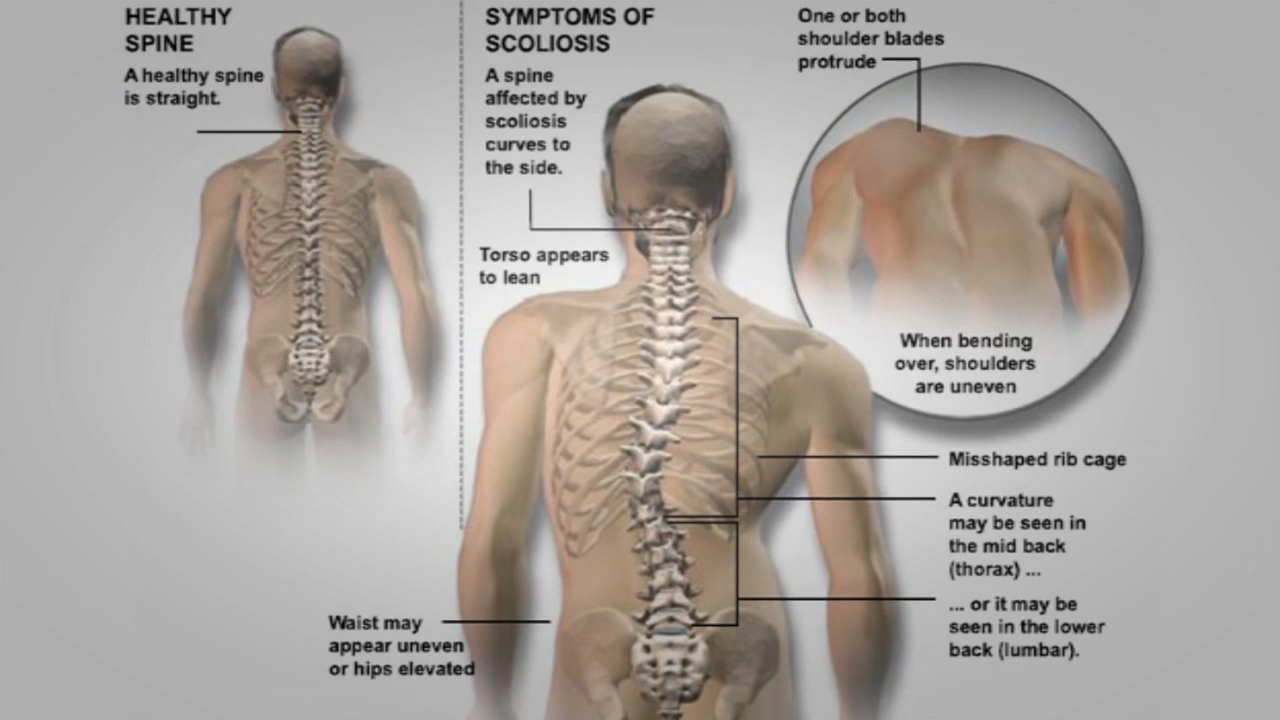 HEALTHY
SPINE
A healthy spine
is straight.
SYMPTOMS OF
SCOLIOSIS
A spine
affected by
scoliosis
curves to
the side.
Torso appears
to lean
One or both
shoulder blades
protrude
When bending
over, shoulders
are uneven
Misshaped rib cage
A curvature
may be seen in
the mid back
(thorax) ...
... or it may be
seen in the lower
back (lumbar).
Waist may
appear uneven
or hips elevated